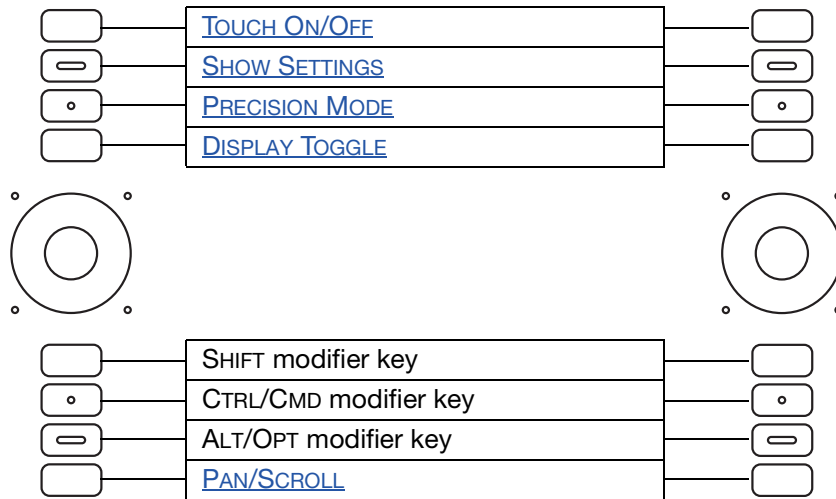 TOUCH ON/OFF
SHOW SETTINGS
PRECISION MODE
DISPLAY TOGGLE
SHIFT modifier key
CTRL/CMD modifier key
ALT/OPT modifier key
PAN/SCROLL